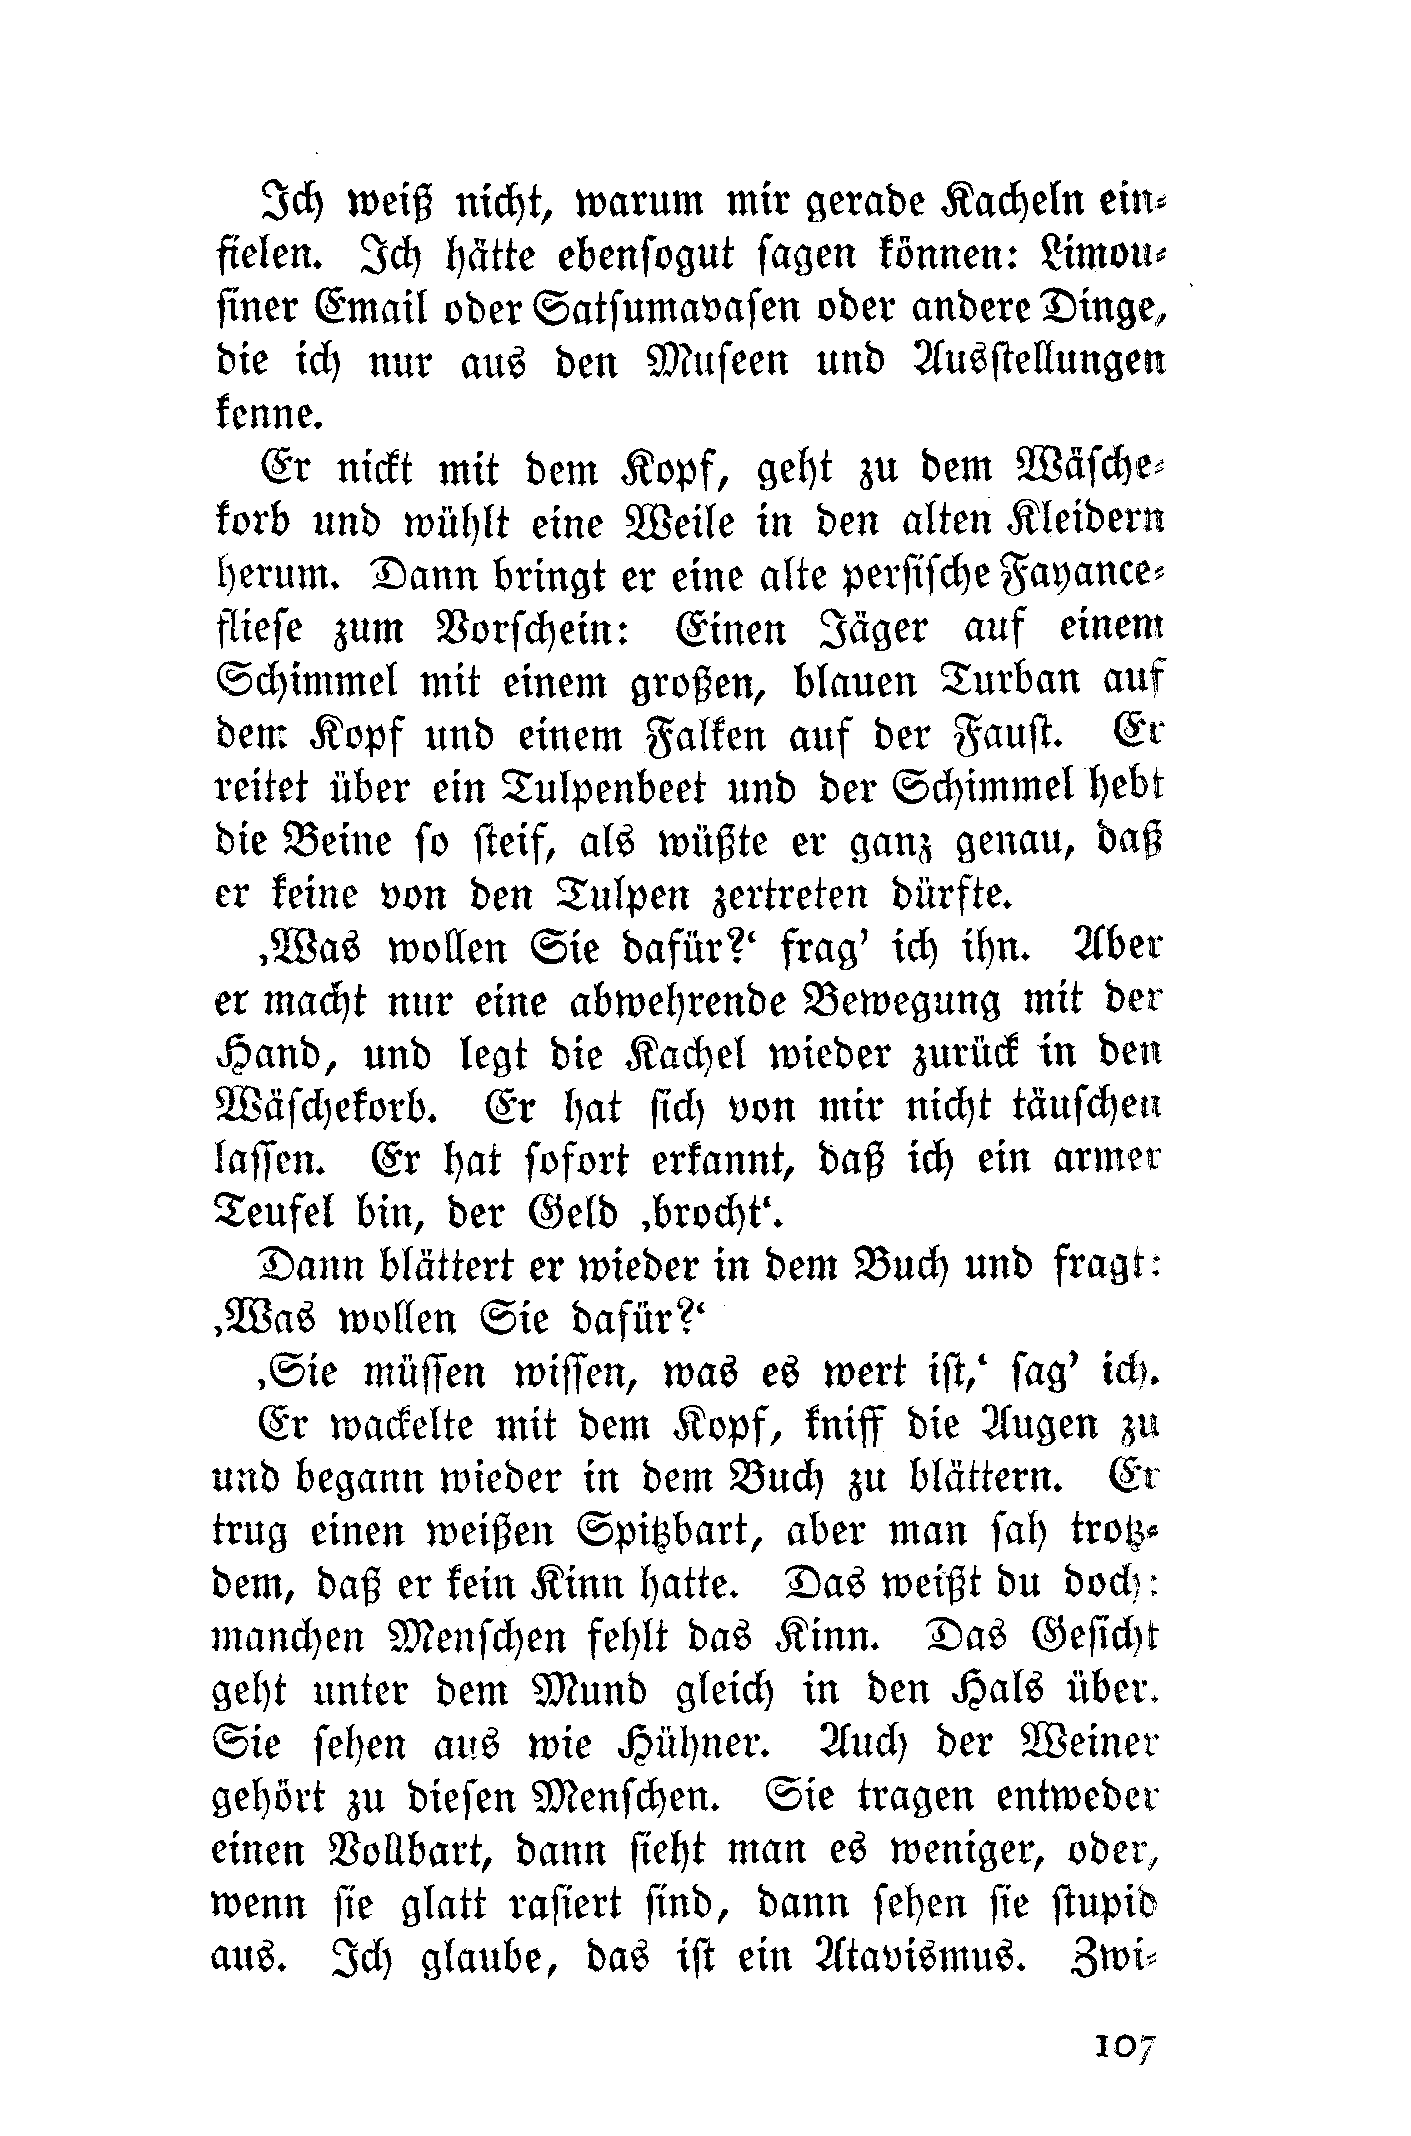 Ich weiß nicht, warum mir gerade Kacheln ein-
fielen. Ich hätte ebensogut sagen können: Limou-
siner Email oder Satsumavasen oder andere Dinge,
die ich nur aus den Museen und Ausstellungen
kenne.
Er nickt mit dem Kopf, geht zu dem Wäsche-
korb und wühlt eine Weile in den alten Kleidern
herum. Dann bringt er eine alte persische Fayance-
fliese zum Vorschein: Einen Jäger auf einem
Schimmel mit einem großen, blauen Turban auf
dem Kopf und einem Falken auf der Faust. Er
reitet über ein Tulpenbeet und der Schimmel hebt
die Beine so steif, als wüßte er ganz genau, daß
er keine von den Tulpen zertreten dürfte.
‚Was wollen Sie dafür?‘ frag’ ich ihn. Aber
er macht nur eine abwehrende Bewegung mit der
Hand, und legt die Kachel wieder zurück in den
Wäschekorb. Er hat sich von mir nicht täuschen
lassen. Er hat sofort erkannt, daß ich ein armer
Teufel bin, der Geld ‚brocht‘.
Dann blättert er wieder in dem Buch und fragt:
‚Was wollen Sie dafür?‘
‚Sie müssen wissen, was es wert ist,‘ sag’ ich.
Er wackelte mit dem Kopf, kniff die Augen zu
und begann wieder in dem Buch zu blättern. Er
trug einen weißen Spitzbart, aber man sah trotz-
dem, daß er kein Kinn hatte. Das weißt du doch:
manchen Menschen fehlt das Kinn. Das Gesicht
geht unter dem Mund gleich in den Hals über.
Sie sehen aus wie Hühner. Auch der Weiner
gehört zu diesen Menschen. Sie tragen entweder
einen Vollbart, dann sieht man es weniger, oder,
wenn sie glatt rasiert sind, dann sehen sie stupid
aus. Ich glaube, das ist ein Atavismus. Zwi-
107